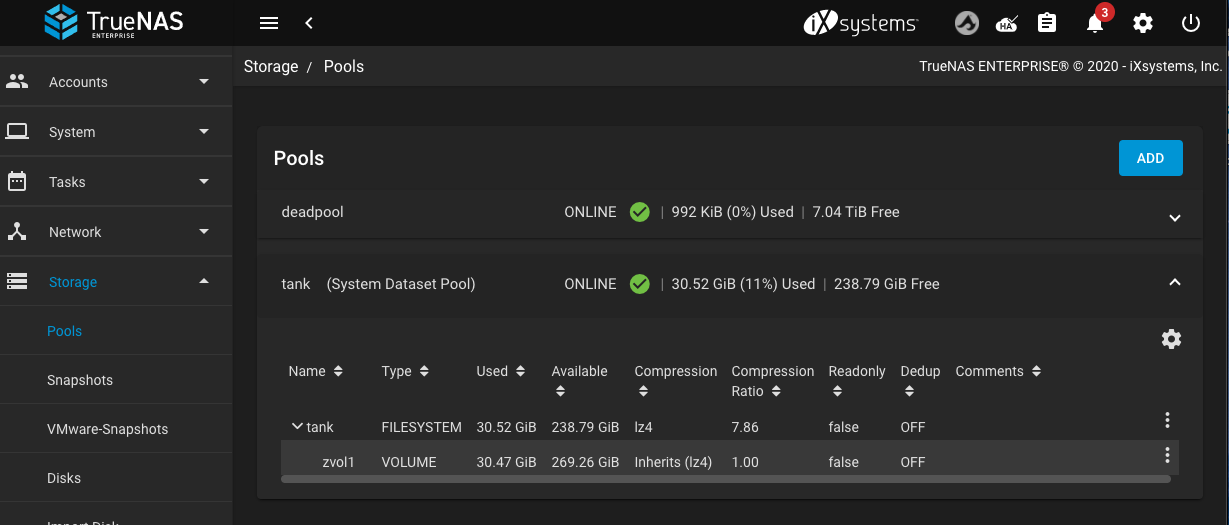 TrueNAS
ENTERPRISE
iXsystems
HA
3
Storage / Pools
TrueNAS ENTERPRISE® © 2020 - iXsystems, Inc.
Accounts
System
Tasks
Network
Storage
Pools
Snapshots
VMware-Snapshots
Disks
Import Disk
Pools
ADD
deadpool ONLINE | 992 KiB (0%) Used | 7.04 TiB Free
tank (System Dataset Pool) ONLINE | 30.52 GiB (11%) Used | 238.79 GiB Free
Name Type Used Available Compression Compression Ratio Readonly Dedup Comments
tank FILESYSTEM 30.52 GiB 238.79 GiB lz4 7.86 false OFF
zvol1 VOLUME 30.47 GiB 269.26 GiB Inherits (lz4) 1.00 false OFF